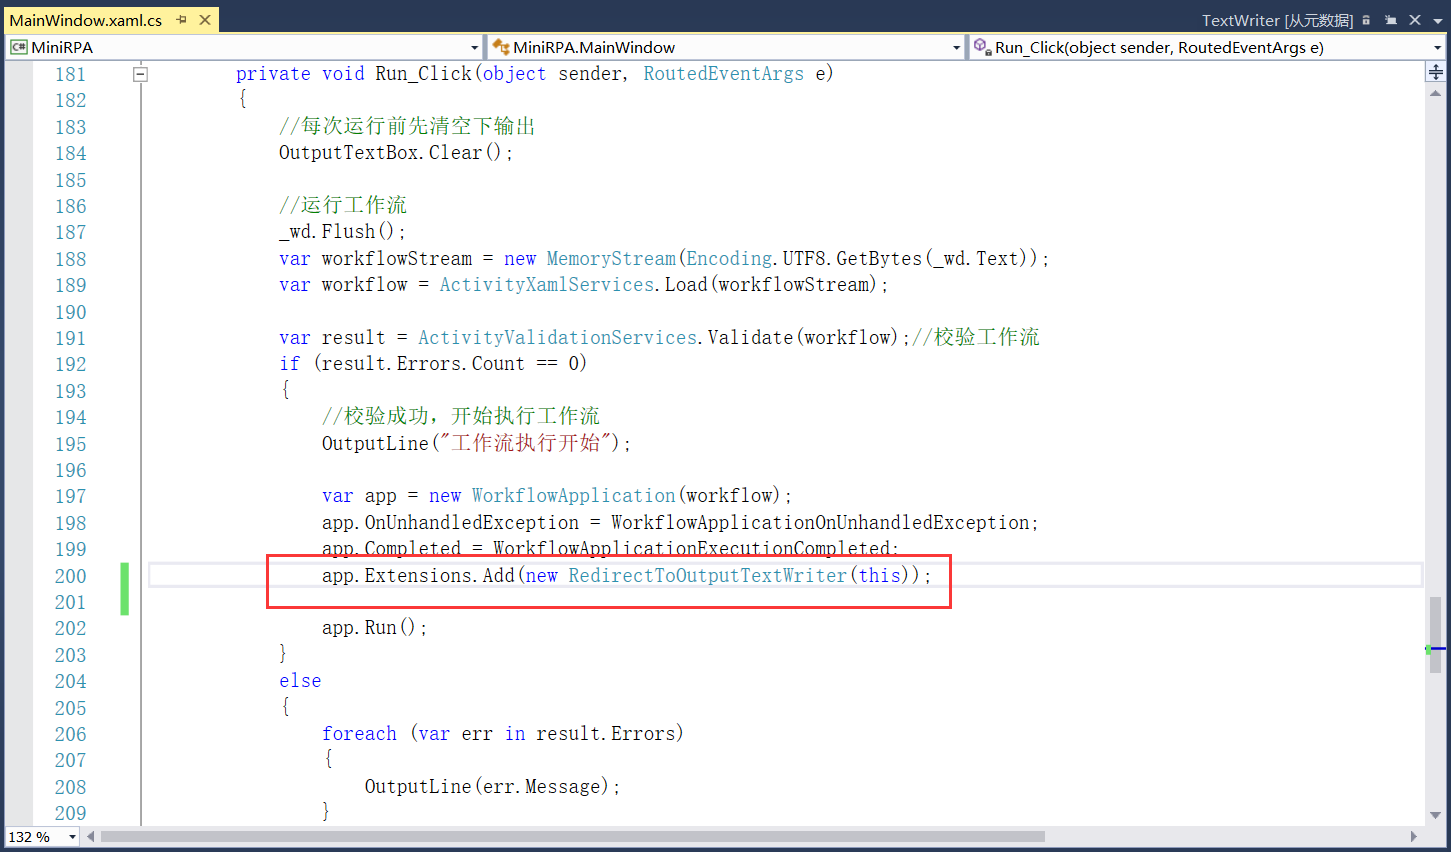 MainWindow.xaml.cs
TextWriter [从元数据]
C# MiniRPA
MiniRPA.MainWindow
Run_Click(object sender, RoutedEventArgs e)
181 private void Run_Click(object sender, RoutedEventArgs e)
182 {
183 //每次运行前先清空下输出
184 OutputTextBox.Clear();
185
186 //运行工作流
187 _wd.Flush();
188 var workflowStream = new MemoryStream(Encoding.UTF8.GetBytes(_wd.Text));
189 var workflow = ActivityXamlServices.Load(workflowStream);
190
191 var result = ActivityValidationServices.Validate(workflow);//校验工作流
192 if (result.Errors.Count == 0)
193 {
194 //校验成功，开始执行工作流
195 OutputLine("工作流执行开始");
196
197 var app = new WorkflowApplication(workflow);
198 app.OnUnhandledException = WorkflowApplicationOnUnhandledException;
199 app.Completed = WorkflowApplicationExecutionCompleted;
200 app.Extensions.Add(new RedirectToOutputTextWriter(this));
201
202 app.Run();
203 }
204 else
205 {
206 foreach (var err in result.Errors)
207 {
208 OutputLine(err.Message);
209 }
132 %